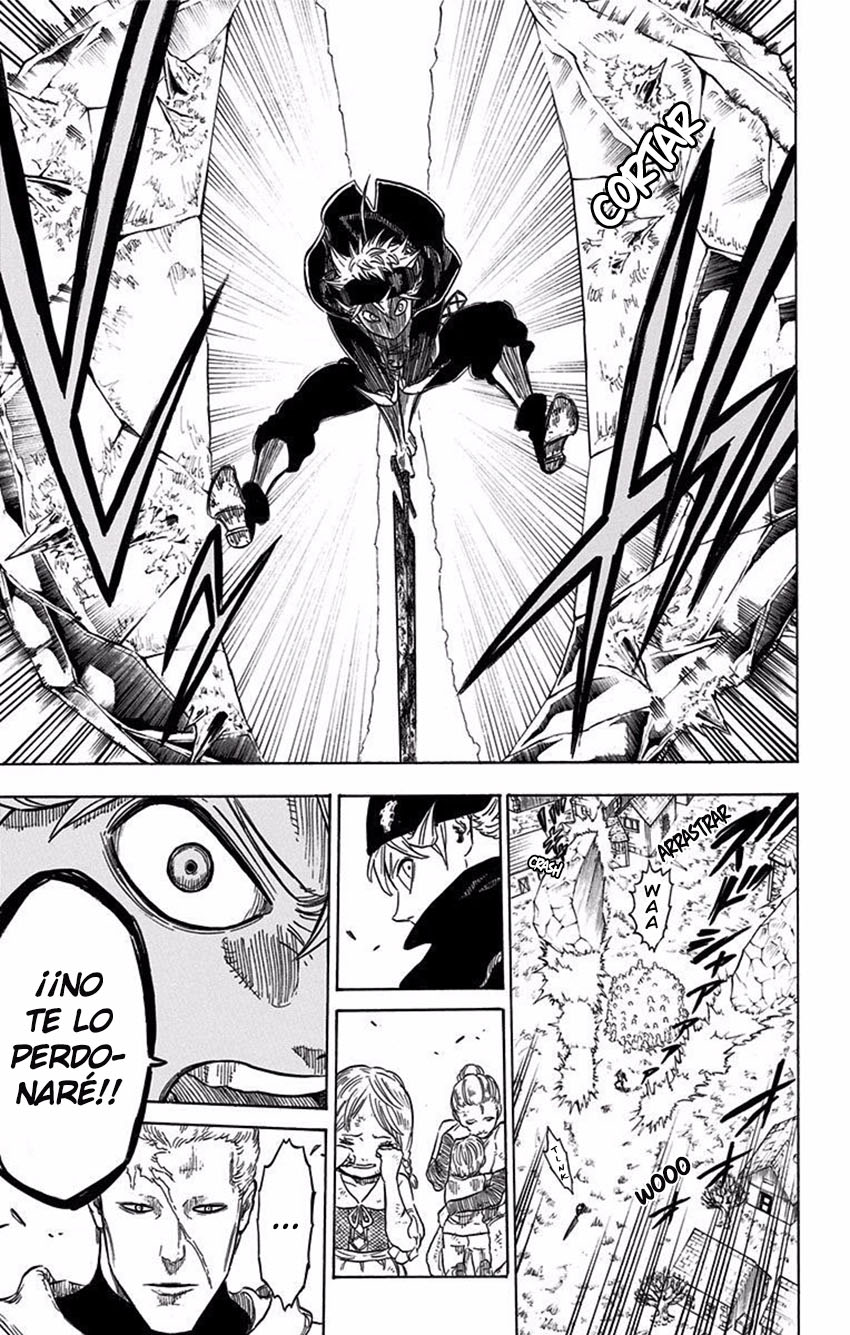 CORTAR
ARRASTRAR
CRASH
WAA
TINK
WOOO
¡¡NO
TE LO
PERDO-
NARÉ!!
...